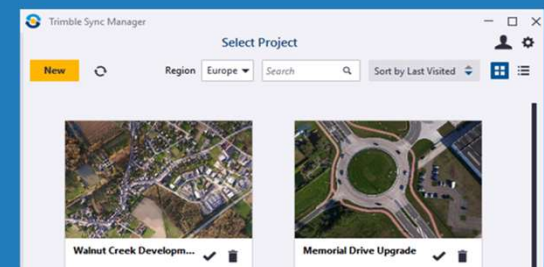 Trimble Sync Manager
Select Project
New Region Europe Search Sort by Last Visited
Walnut Creek Developm... Memorial Drive Upgrade